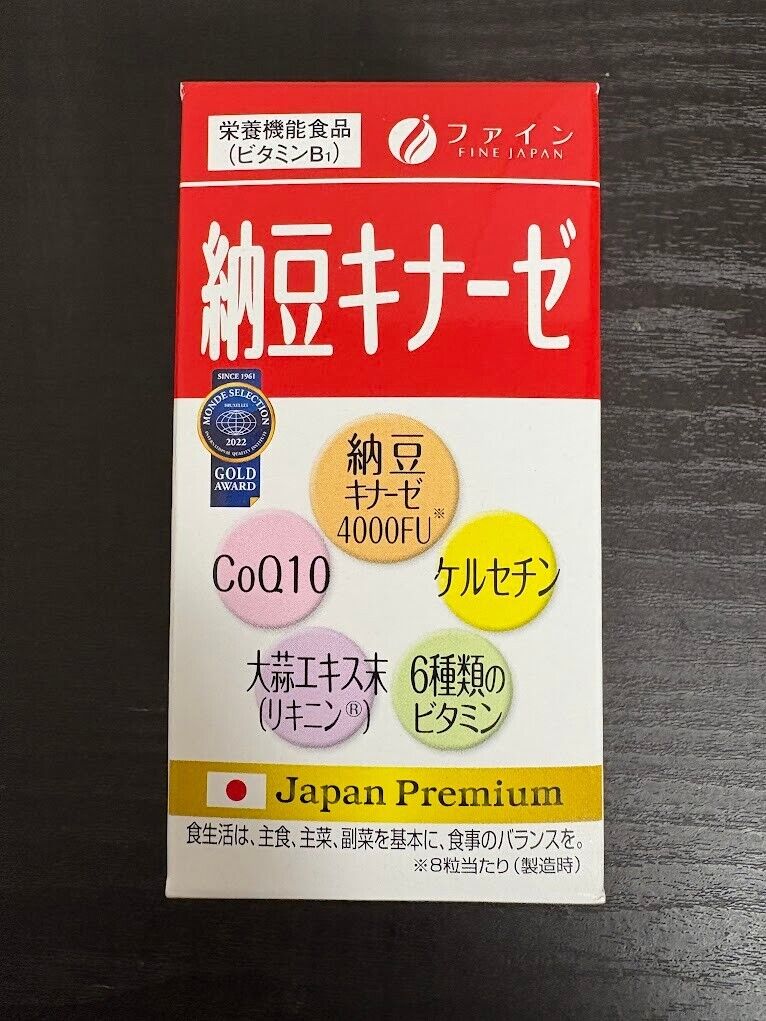 栄養機能食品
(ビタミンB₁)
ファイン
FINE JAPAN
納豆キナーゼ
SINCE 1961
MONDE SELECTION
BRUXELLES
2022
INTERNATIONAL QUALITY INSTITUTE
GOLD
AWARD
納豆
キナーゼ
4000FU※
CoQ10
ケルセチン
大蒜エキス末
(リキニン®)
6種類の
ビタミン
Japan Premium
食生活は、主食、主菜、副菜を基本に、食事のバランスを。
※8粒当たり(製造時)